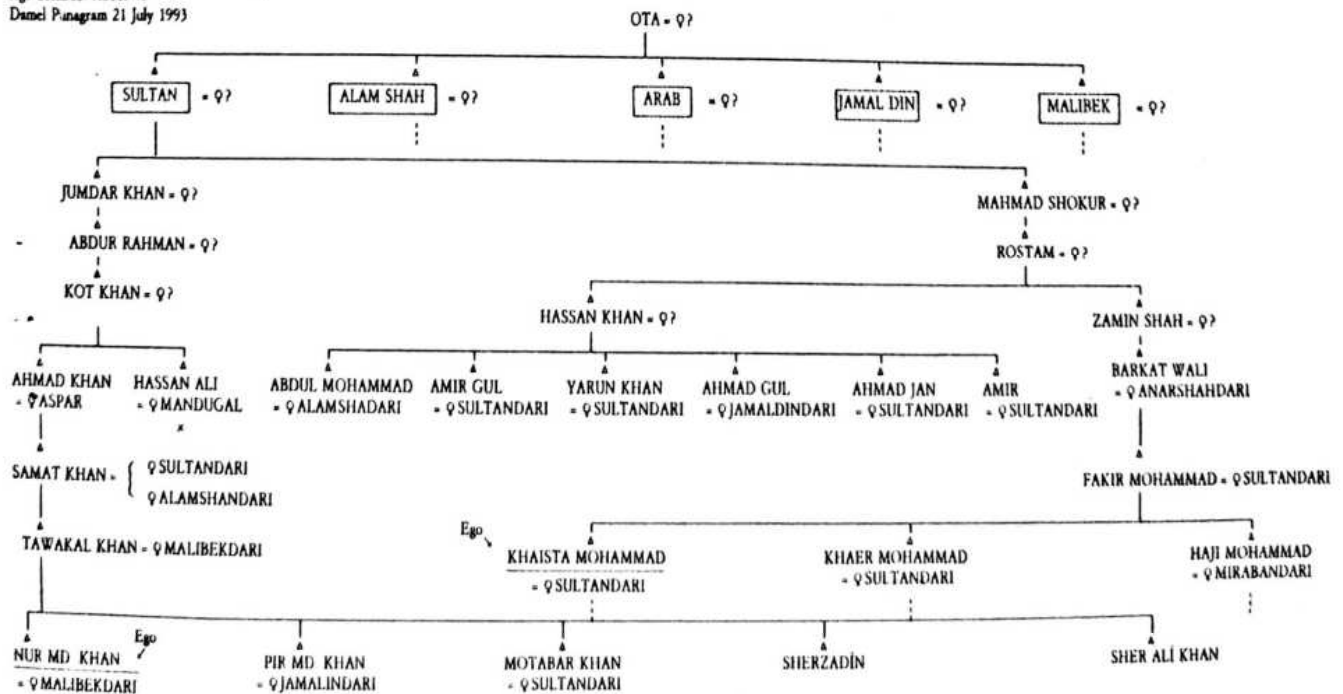 Damel Punagram 21 July 1993
OTA = ♀?
SULTAN = ♀? ALAM SHAH = ♀? ARAB = ♀? JAMAL DIN = ♀? MALIBEK = ♀?
JUMDAR KHAN = ♀? MAHMAD SHOKUR = ♀?
ABDUR RAHMAN = ♀? ROSTAM = ♀?
KOT KHAN = ♀? HASSAN KHAN = ♀? ZAMIN SHAH = ♀?
AHMAD KHAN HASSAN ALI ABDUL MOHAMMAD AMIR GUL YARUN KHAN AHMAD GUL AHMAD JAN AMIR BARKAT WALI
= ♀ASPAR = ♀MANDUGAL = ♀ALAMSHADARI = ♀SULTANDARI = ♀SULTANDARI = ♀JAMALDINDARI = ♀SULTANDARI = ♀SULTANDARI = ♀ANARSHAHDARI
SAMAT KHAN = ♀SULTANDARI FAKIR MOHAMMAD = ♀SULTANDARI
♀ALAMSHANDARI
Ego
TAWAKAL KHAN = ♀MALIBEKDARI KHAISTA MOHAMMAD KHAER MOHAMMAD HAJI MOHAMMAD
= ♀SULTANDARI = ♀SULTANDARI = ♀MIRABANDARI
Ego
NUR MD KHAN PIR MD KHAN MOTABAR KHAN SHERZADÍN SHER ALÍ KHAN
= ♀MALIBEKDARI = ♀JAMALINDARI = ♀SULTANDARI